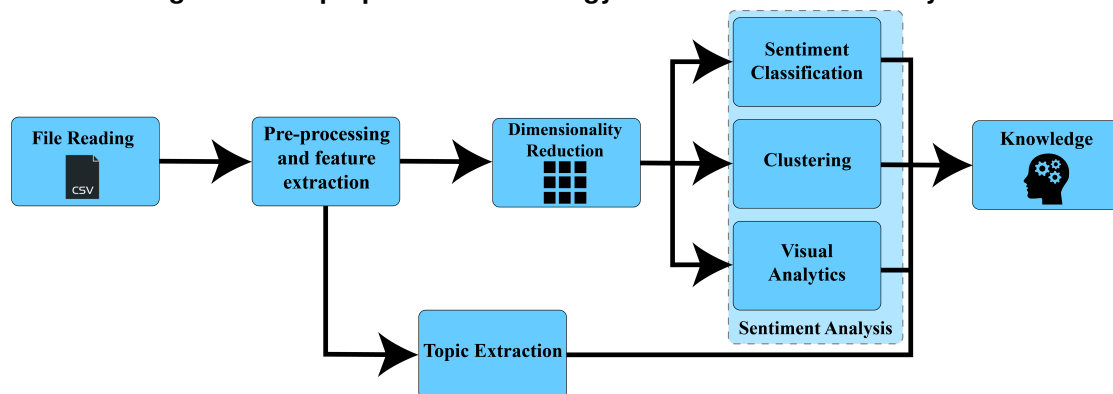 Sentiment
Classification
File Reading
CSV
Pre-processing
and feature
extraction
Dimensionality
Reduction
Clustering
Knowledge
Visual
Analytics
Sentiment Analysis
Topic Extraction